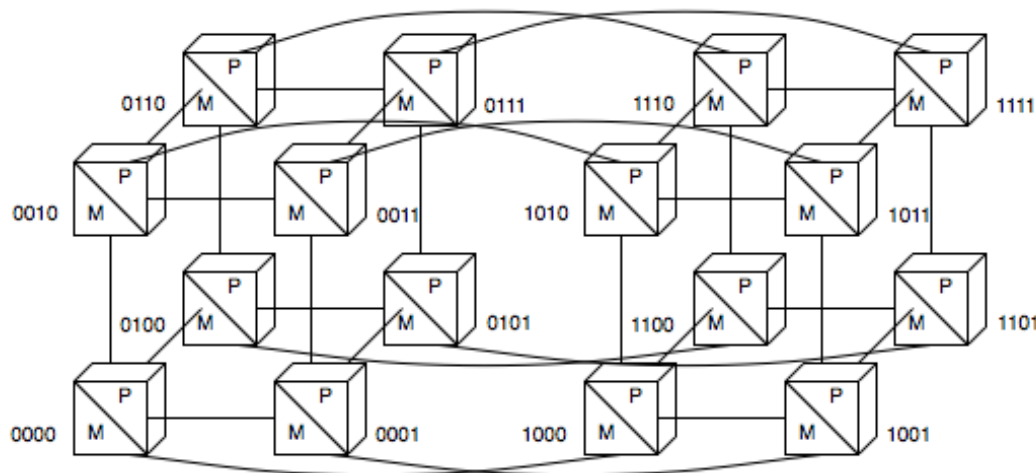 P P P P
0110 M M 0111 1110 M M 1111
P P P P
0010 M M 0011 1010 M M 1011
P P P P
0100 M M 0101 1100 M M 1101
P P P P
0000 M M 0001 1000 M M 1001